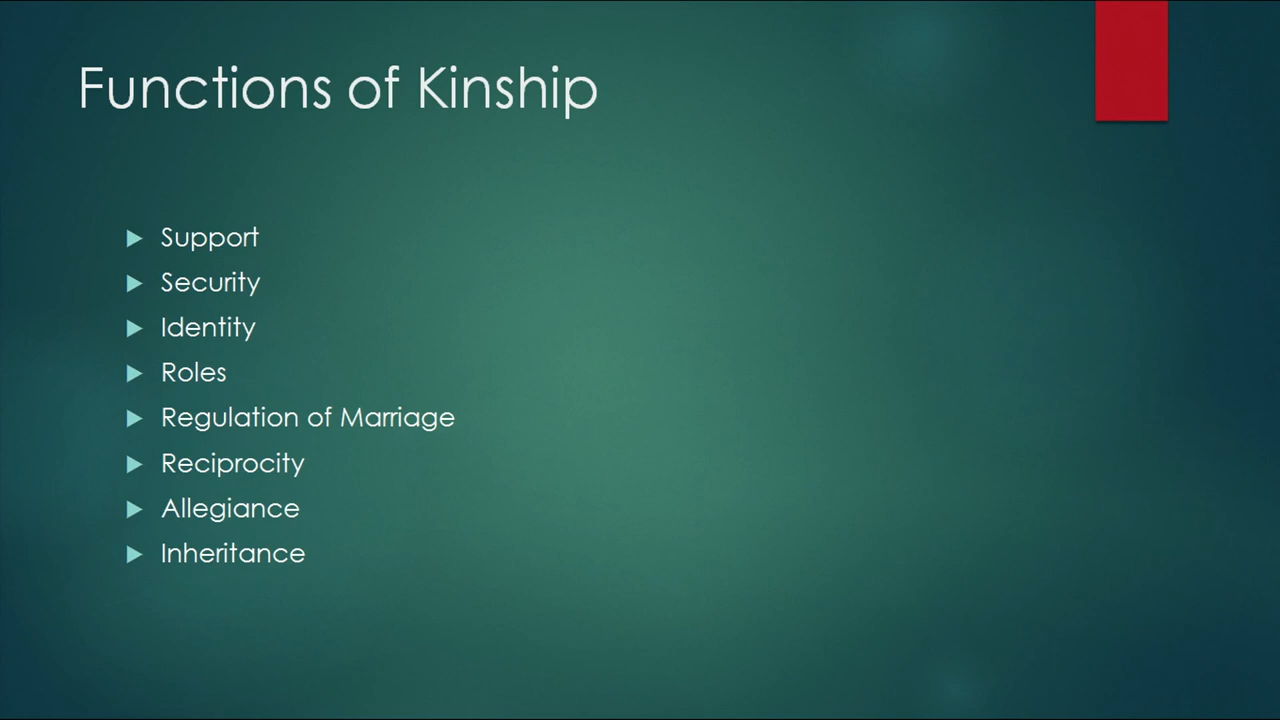 Functions of Kinship
Support
Security
Identity
Roles
Regulation of Marriage
Reciprocity
Allegiance
Inheritance